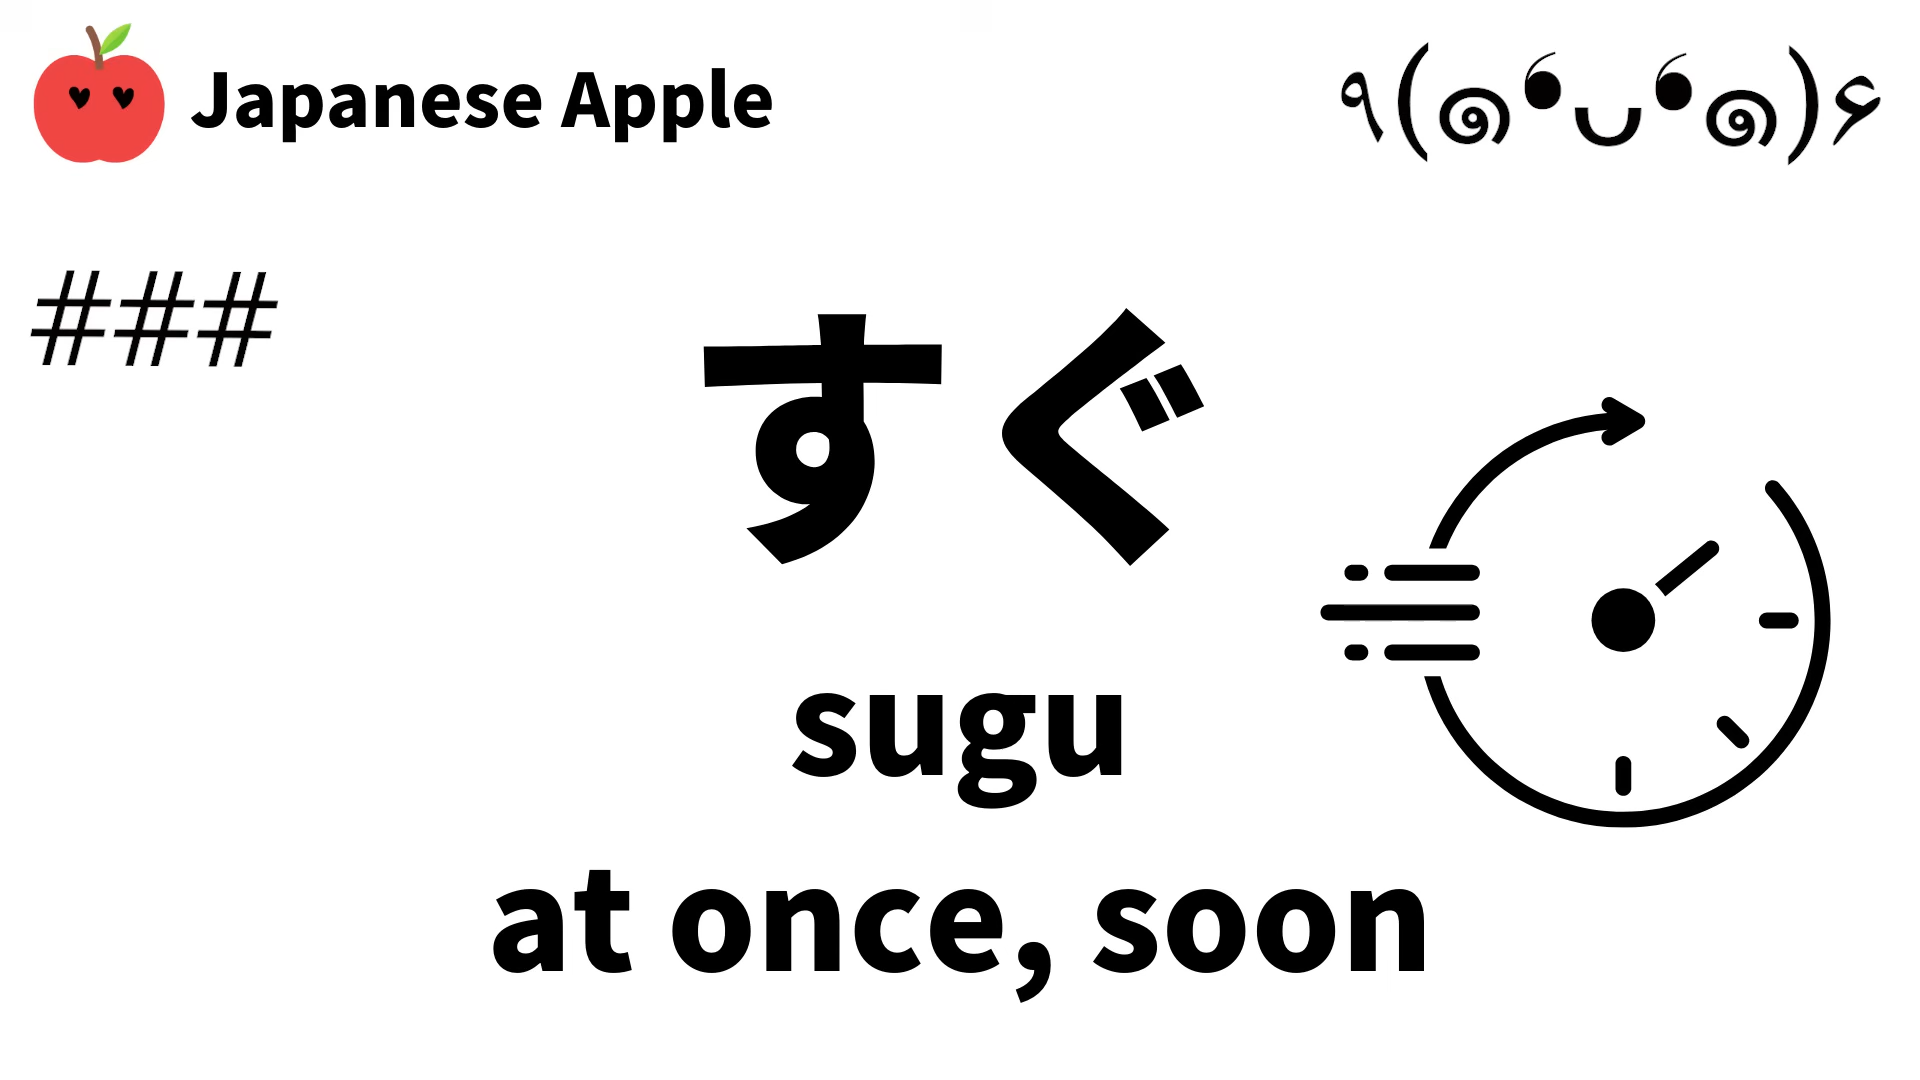 Japanese Apple
٩(๑❛ᴗ❛๑)۶
###
すぐ
sugu
at once, soon